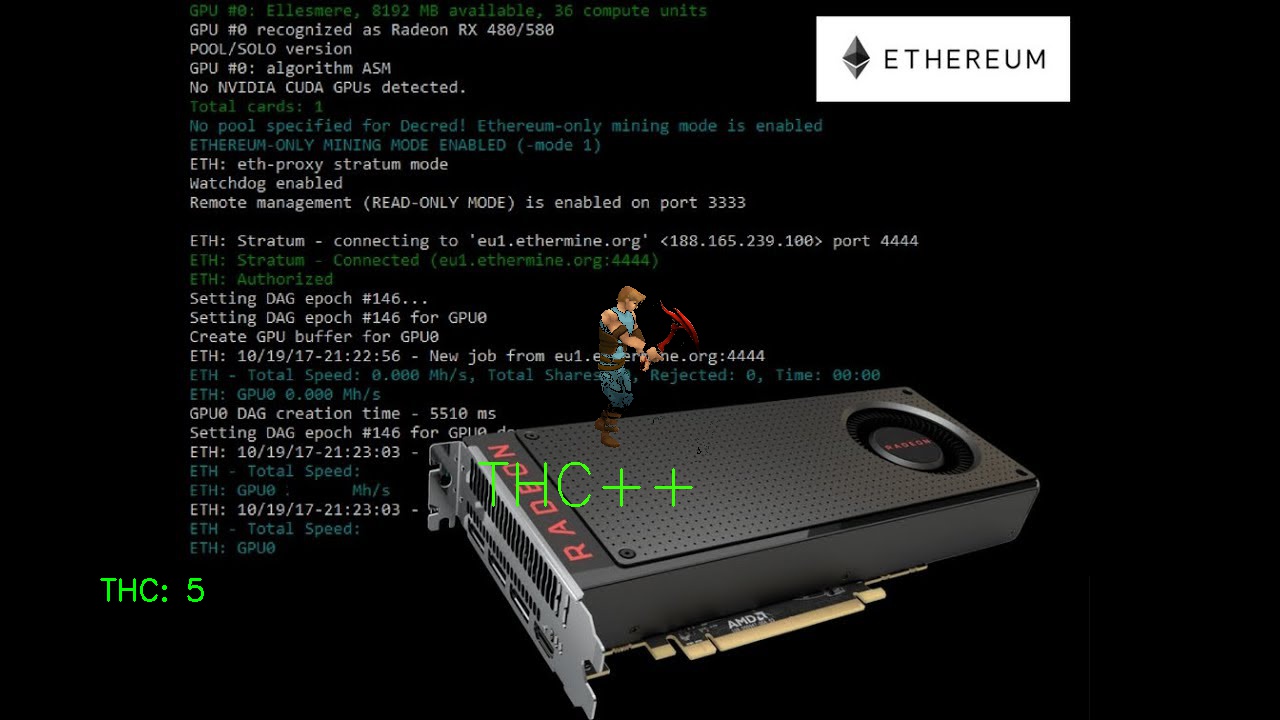 GPU #0: Ellesmere, 8192 MB available, 36 compute units
GPU #0 recognized as Radeon RX 480/580
POOL/SOLO version
GPU #0: algorithm ASM
No NVIDIA CUDA GPUs detected.
Total cards: 1
No pool specified for Decred! Ethereum-only mining mode is enabled
ETHEREUM-ONLY MINING MODE ENABLED (-mode 1)
ETH: eth-proxy stratum mode
Watchdog enabled
Remote management (READ-ONLY MODE) is enabled on port 3333
ETHEREUM
ETH: Stratum - connecting to 'eu1.ethermine.org' <188.165.239.100> port 4444
ETH: Stratum - Connected (eu1.ethermine.org:4444)
ETH: Authorized
Setting DAG epoch #146...
Setting DAG epoch #146 for GPU0
Create GPU buffer for GPU0
ETH: 10/19/17-21:22:56 - New job from eu1.ethermine.org:4444
ETH - Total Speed: 0.000 Mh/s, Total Shares Rejected: 0, Time: 00:00
ETH: GPU0 0.000 Mh/s
GPU0 DAG creation time - 5510 ms
Setting DAG epoch #146 for GPU0
ETH: 10/19/17-21:23:03 -
ETH - Total Speed:
ETH: GPU0 Mh/s
ETH: 10/19/17-21:23:03 -
ETH - Total Speed:
ETH: GPU0
RADEON
RADEON
THC++
THC: 5
AMD